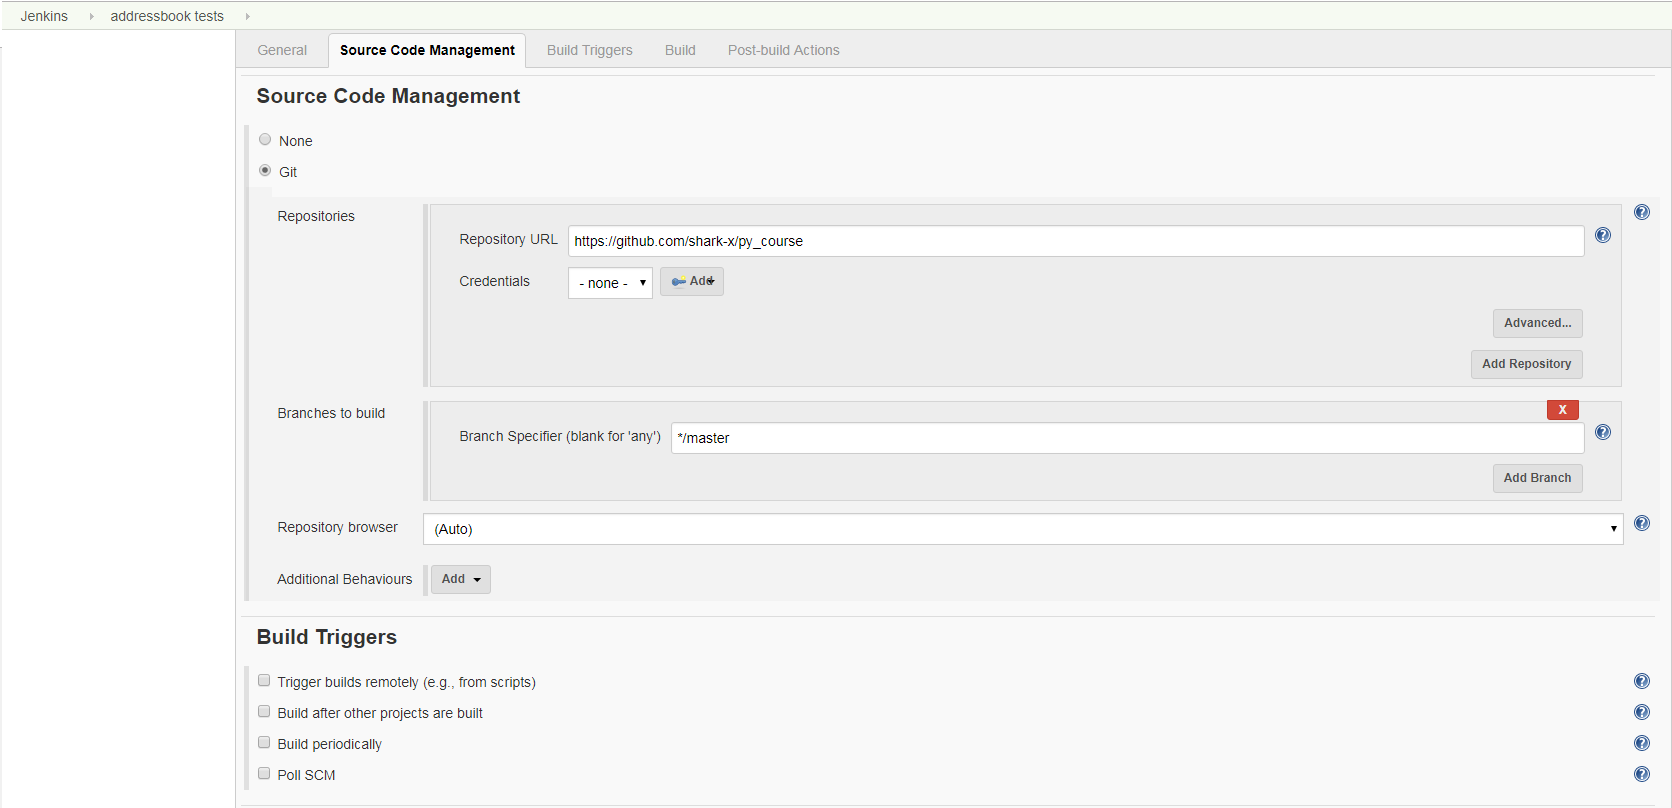 Jenkins addressbook tests
General Source Code Management Build Triggers Build Post-build Actions
Source Code Management
None
Git
Repositories
Repository URL https://github.com/shark-x/py_course
Credentials - none - Add
Advanced...
Add Repository
Branches to build
X
Branch Specifier (blank for 'any') */master
Add Branch
Repository browser (Auto)
Additional Behaviours Add
Build Triggers
Trigger builds remotely (e.g., from scripts)
Build after other projects are built
Build periodically
Poll SCM